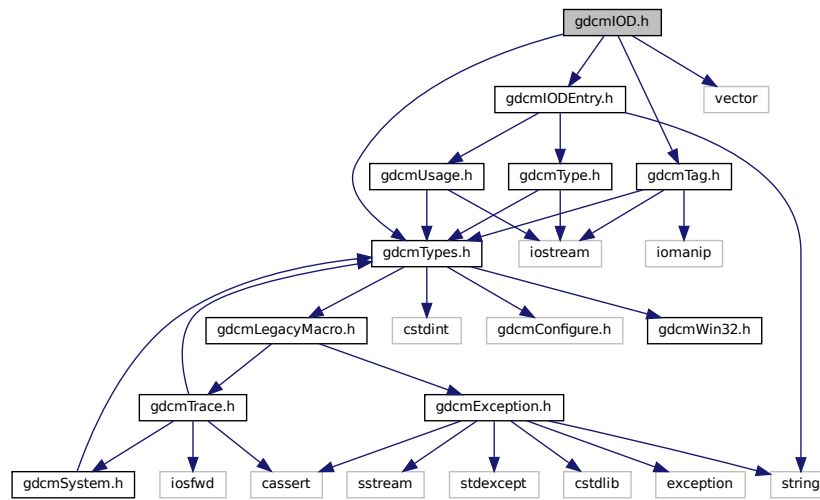 gdcmIOD.h
gdcmIODEntry.h
vector
gdcmUsage.h
gdcmType.h
gdcmTag.h
gdcmTypes.h
iostream
iomanip
gdcmLegacyMacro.h
cstdint
gdcmConfigure.h
gdcmWin32.h
gdcmTrace.h
gdcmException.h
gdcmSystem.h
iosfwd
cassert
sstream
stdexcept
cstdlib
exception
string